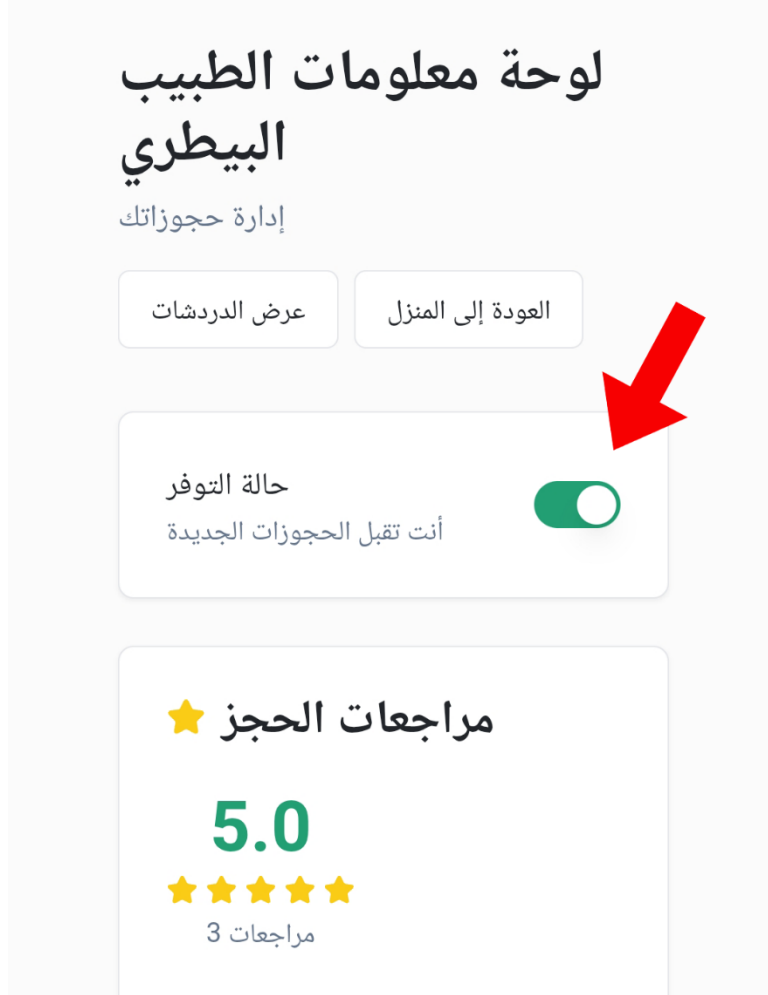 لوحة معلومات الطبيب
البيطري
إدارة حجوزاتك
العودة إلى المنزل
عرض الدردشات
حالة التوفر
أنت تقبل الحجوزات الجديدة
مراجعات الحجز
5.0
3 مراجعات